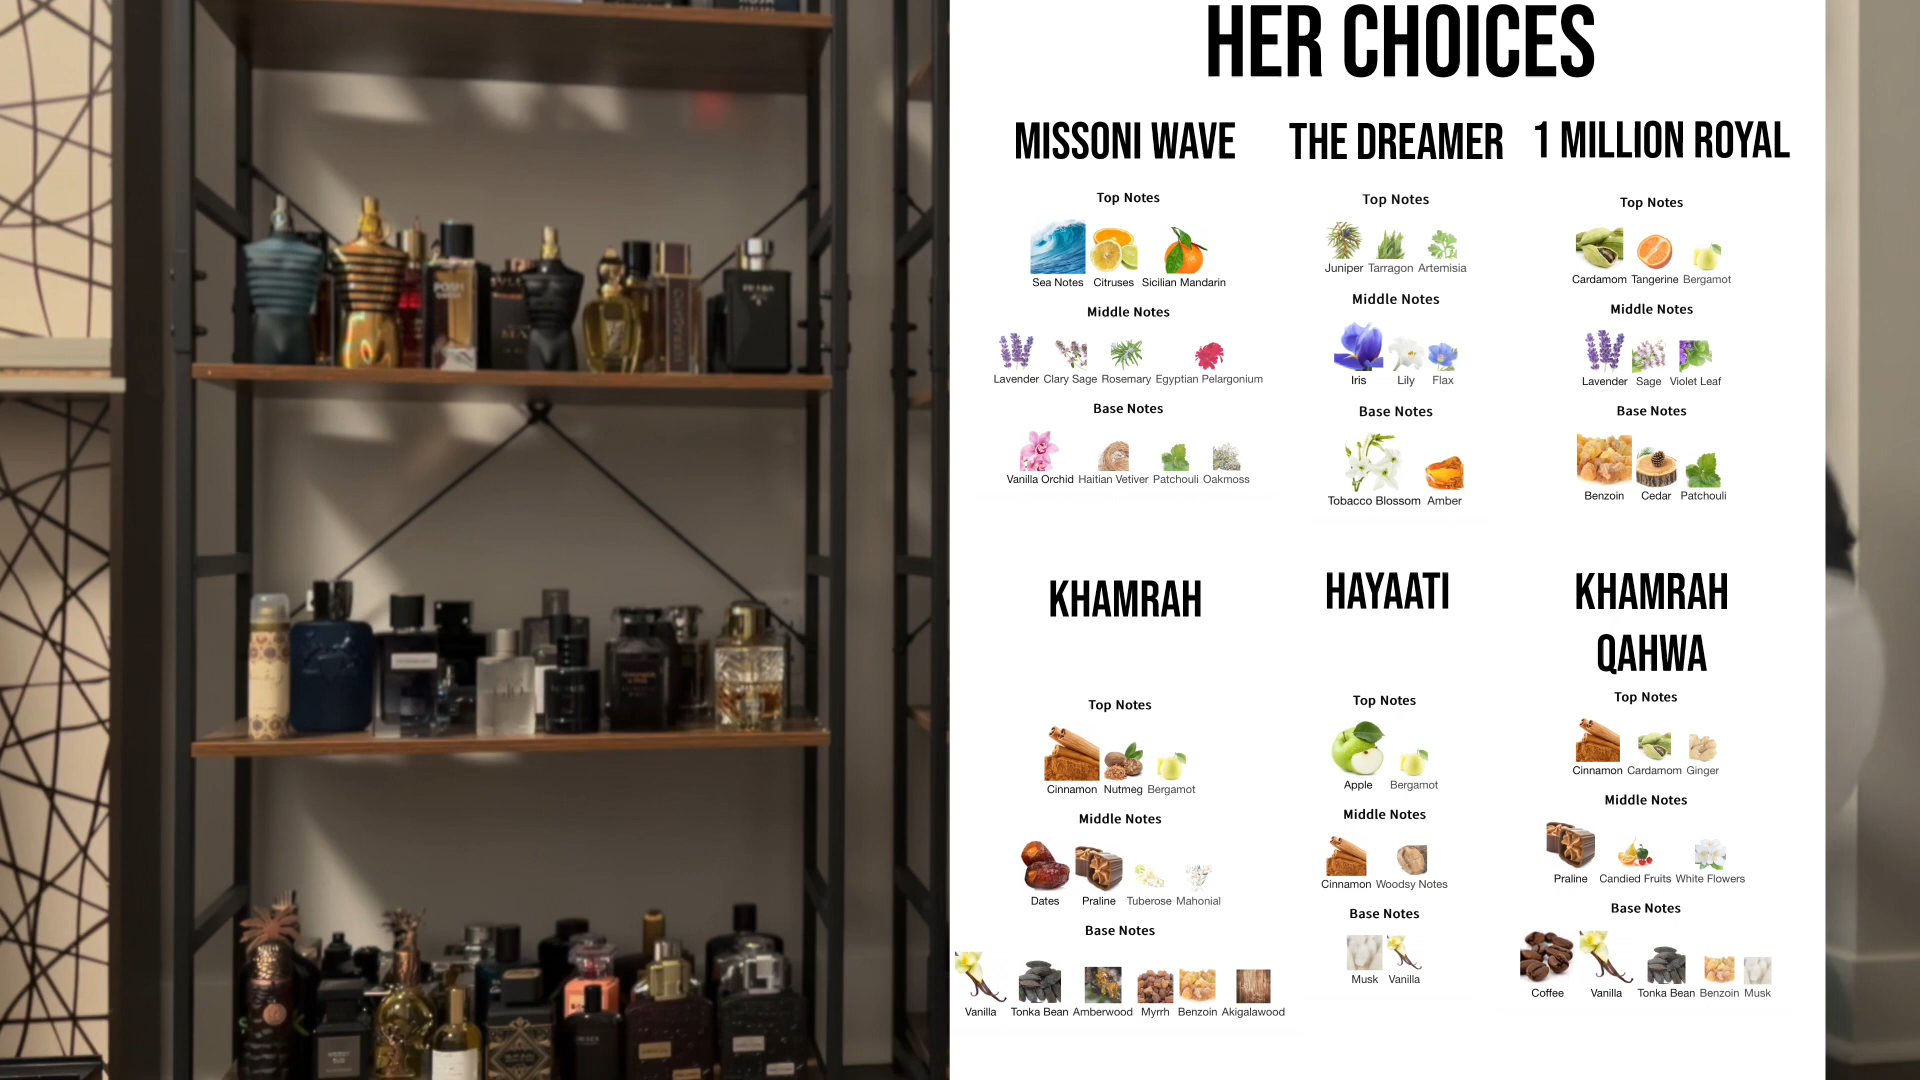 HER CHOICES
MISSONI WAVE
Top Notes
Sea Notes Citruses Sicilian Mandarin
Middle Notes
Lavender Clary Sage Rosemary Egyptian Pelargonium
Base Notes
Vanilla Orchid Haitian Vetiver Patchouli Oakmoss
THE DREAMER
Top Notes
Juniper Tarragon Artemisia
Middle Notes
Iris Lily Flax
Base Notes
Tobacco Blossom Amber
1 MILLION ROYAL
Top Notes
Cardamom Tangerine Bergamot
Middle Notes
Lavender Sage Violet Leaf
Base Notes
Benzoin Cedar Patchouli
KHAMRAH
Top Notes
Cinnamon Nutmeg Bergamot
Middle Notes
Dates Praline Tuberose Mahonial
Base Notes
Vanilla Tonka Bean Amberwood Myrrh Benzoin Akigalawood
HAYAATI
Top Notes
Apple Bergamot
Middle Notes
Cinnamon Woodsy Notes
Base Notes
Musk Vanilla
KHAMRAH
QAHWA
Top Notes
Cinnamon Cardamom Ginger
Middle Notes
Praline Candied Fruits White Flowers
Base Notes
Coffee Vanilla Tonka Bean Benzoin Musk
PRADA